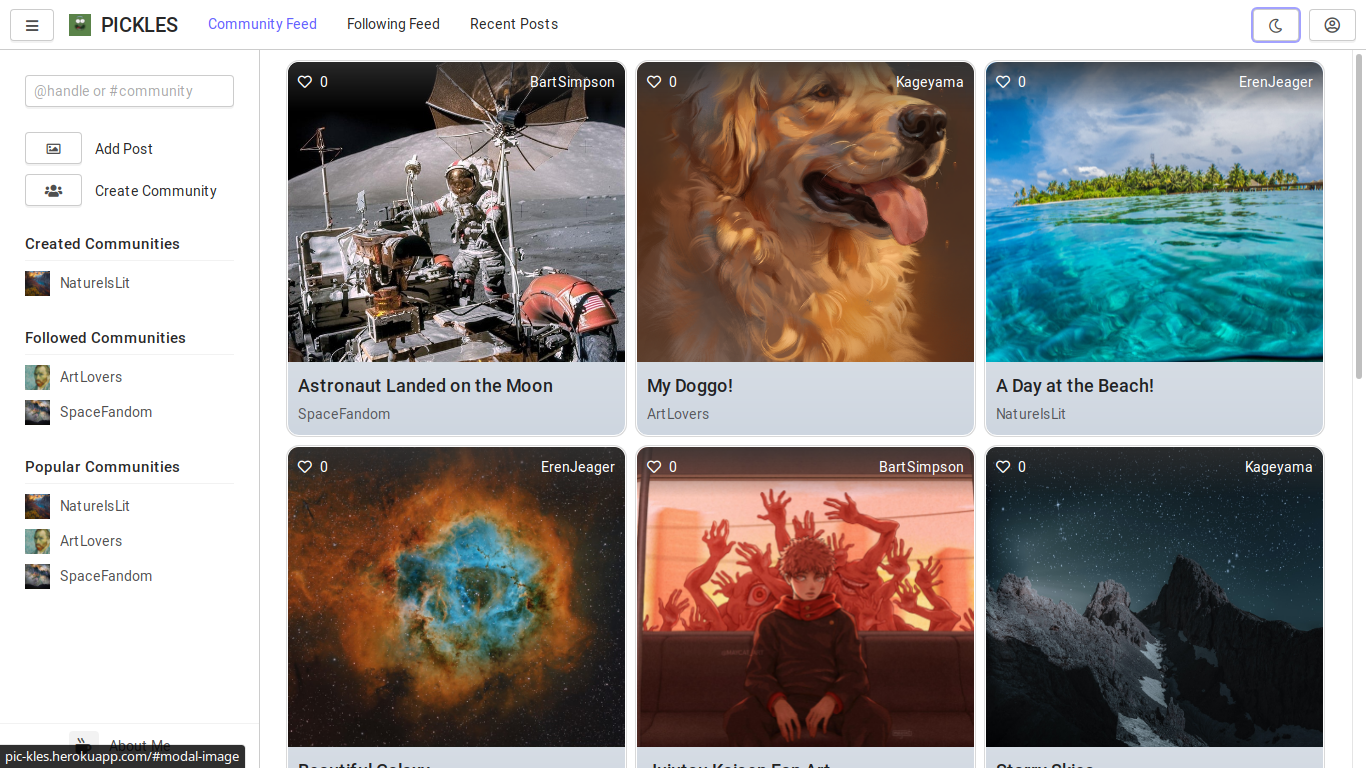 PICKLES
Community Feed
Following Feed
Recent Posts
@handle or #community
Add Post
Create Community
Created Communities
NatureIsLit
Followed Communities
ArtLovers
SpaceFandom
Popular Communities
NatureIsLit
ArtLovers
SpaceFandom
About Me
pic-kles.herokuapp.com/#modal-image
0 BartSimpson
Astronaut Landed on the Moon
SpaceFandom
0 Kageyama
My Doggo!
ArtLovers
0 ErenJeager
A Day at the Beach!
NatureIsLit
0 ErenJeager
Beautiful Galaxy
0 BartSimpson
Jujutsu Kaisen Fan Art
0 Kageyama
Starry Skies